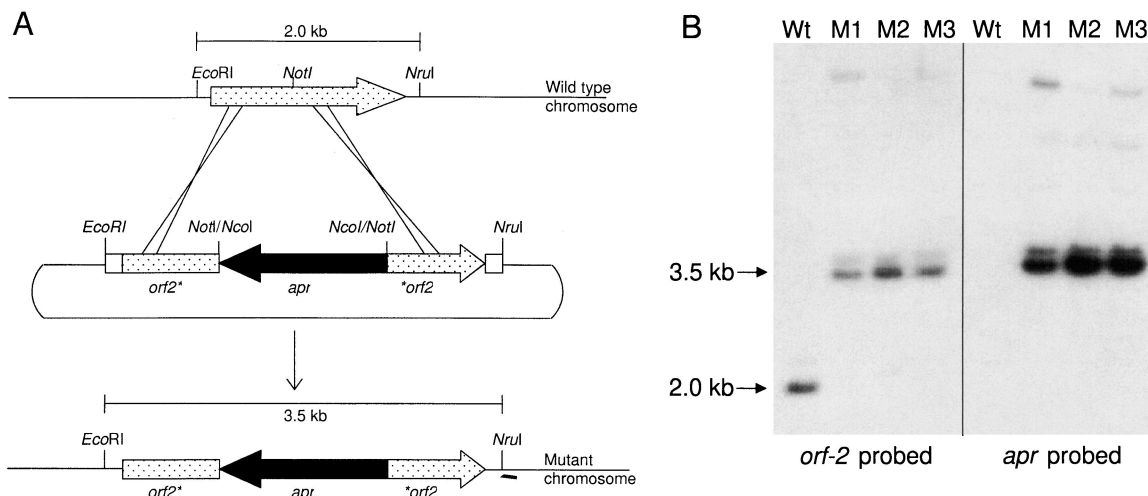 A
2.0 kb
EcoRI NotI NruI
Wild type
chromosome
EcoRI NotI/NcoI NcoI/NotI NruI
orf2* apr *orf2
3.5 kb
EcoRI NruI
Mutant
chromosome
orf2* apr *orf2
B
Wt M1 M2 M3 Wt M1 M2 M3
3.5 kb
2.0 kb
orf-2 probed apr probed